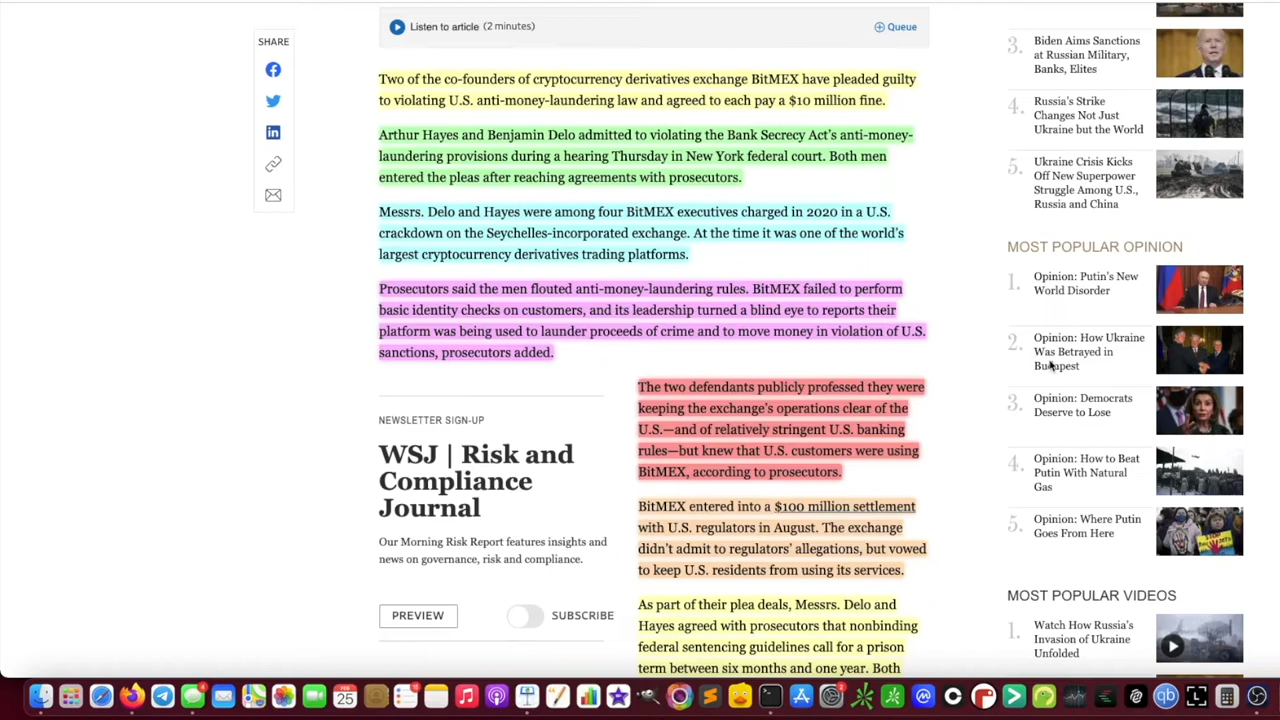 Listen to article (2 minutes)
Queue
SHARE
Two of the co-founders of cryptocurrency derivatives exchange BitMEX have pleaded guilty
to violating U.S. anti-money-laundering law and agreed to each pay a $10 million fine.
Arthur Hayes and Benjamin Delo admitted to violating the Bank Secrecy Act's anti-money-
laundering provisions during a hearing Thursday in New York federal court. Both men
entered the pleas after reaching agreements with prosecutors.
Messrs. Delo and Hayes were among four BitMEX executives charged in 2020 in a U.S.
crackdown on the Seychelles-incorporated exchange. At the time it was one of the world's
largest cryptocurrency derivatives trading platforms.
Prosecutors said the men flouted anti-money-laundering rules. BitMEX failed to perform
basic identity checks on customers, and its leadership turned a blind eye to reports their
platform was being used to launder proceeds of crime and to move money in violation of U.S.
sanctions, prosecutors added.
The two defendants publicly professed they were
keeping the exchange's operations clear of the
U.S.—and of relatively stringent U.S. banking
rules—but knew that U.S. customers were using
BitMEX, according to prosecutors.
BitMEX entered into a $100 million settlement
with U.S. regulators in August. The exchange
didn't admit to regulators' allegations, but vowed
to keep U.S. residents from using its services.
As part of their plea deals, Messrs. Delo and
Hayes agreed with prosecutors that nonbinding
federal sentencing guidelines call for a prison
term between six months and one year. Both
NEWSLETTER SIGN-UP
WSJ | Risk and
Compliance
Journal
Our Morning Risk Report features insights and
news on governance, risk and compliance.
PREVIEW
SUBSCRIBE
3.
Biden Aims Sanctions
at Russian Military,
Banks, Elites
4.
Russia's Strike
Changes Not Just
Ukraine but the World
5.
Ukraine Crisis Kicks
Off New Superpower
Struggle Among U.S.,
Russia and China
MOST POPULAR OPINION
1.
Opinion: Putin's New
World Disorder
2.
Opinion: How Ukraine
Was Betrayed in
Budapest
3.
Opinion: Democrats
Deserve to Lose
4.
Opinion: How to Beat
Putin With Natural
Gas
5.
Opinion: Where Putin
Goes From Here
MOST POPULAR VIDEOS
1.
Watch How Russia's
Invasion of Ukraine
Unfolded
FEB
25
qb